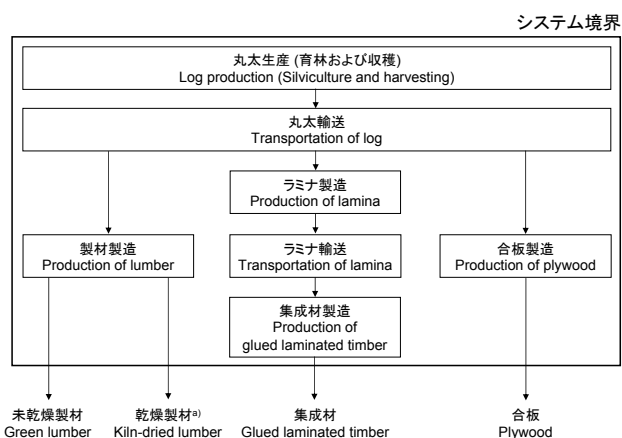 システム境界
丸太生産 (育林および収穫)
Log production (Silviculture and harvesting)
丸太輸送
Transportation of log
ラミナ製造
Production of lamina
製材製造
Production of lumber
ラミナ輸送
Transportation of lamina
合板製造
Production of plywood
集成材製造
Production of
glued laminated timber
未乾燥製材
Green lumber
乾燥製材a)
Kiln-dried lumber
集成材
Glued laminated timber
合板
Plywood